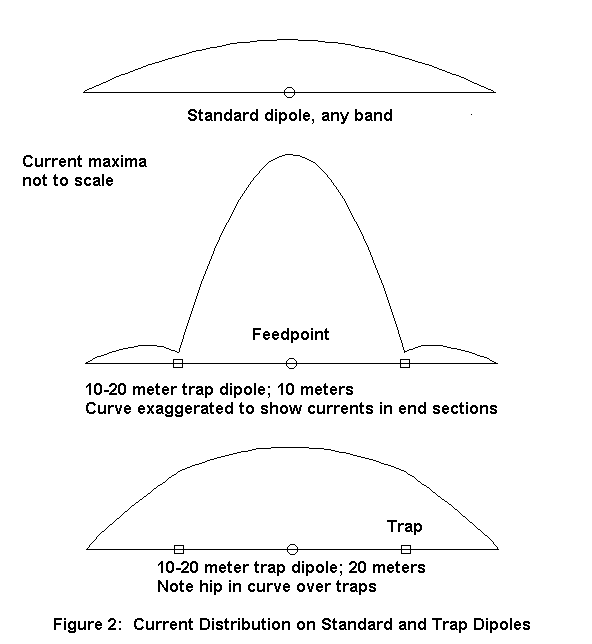 Standard dipole, any band
Current maxima
not to scale
Feedpoint
10-20 meter trap dipole; 10 meters
Curve exaggerated to show currents in end sections
Trap
10-20 meter trap dipole; 20 meters
Note hip in curve over traps
Figure 2:  Current Distribution on Standard and Trap Dipoles